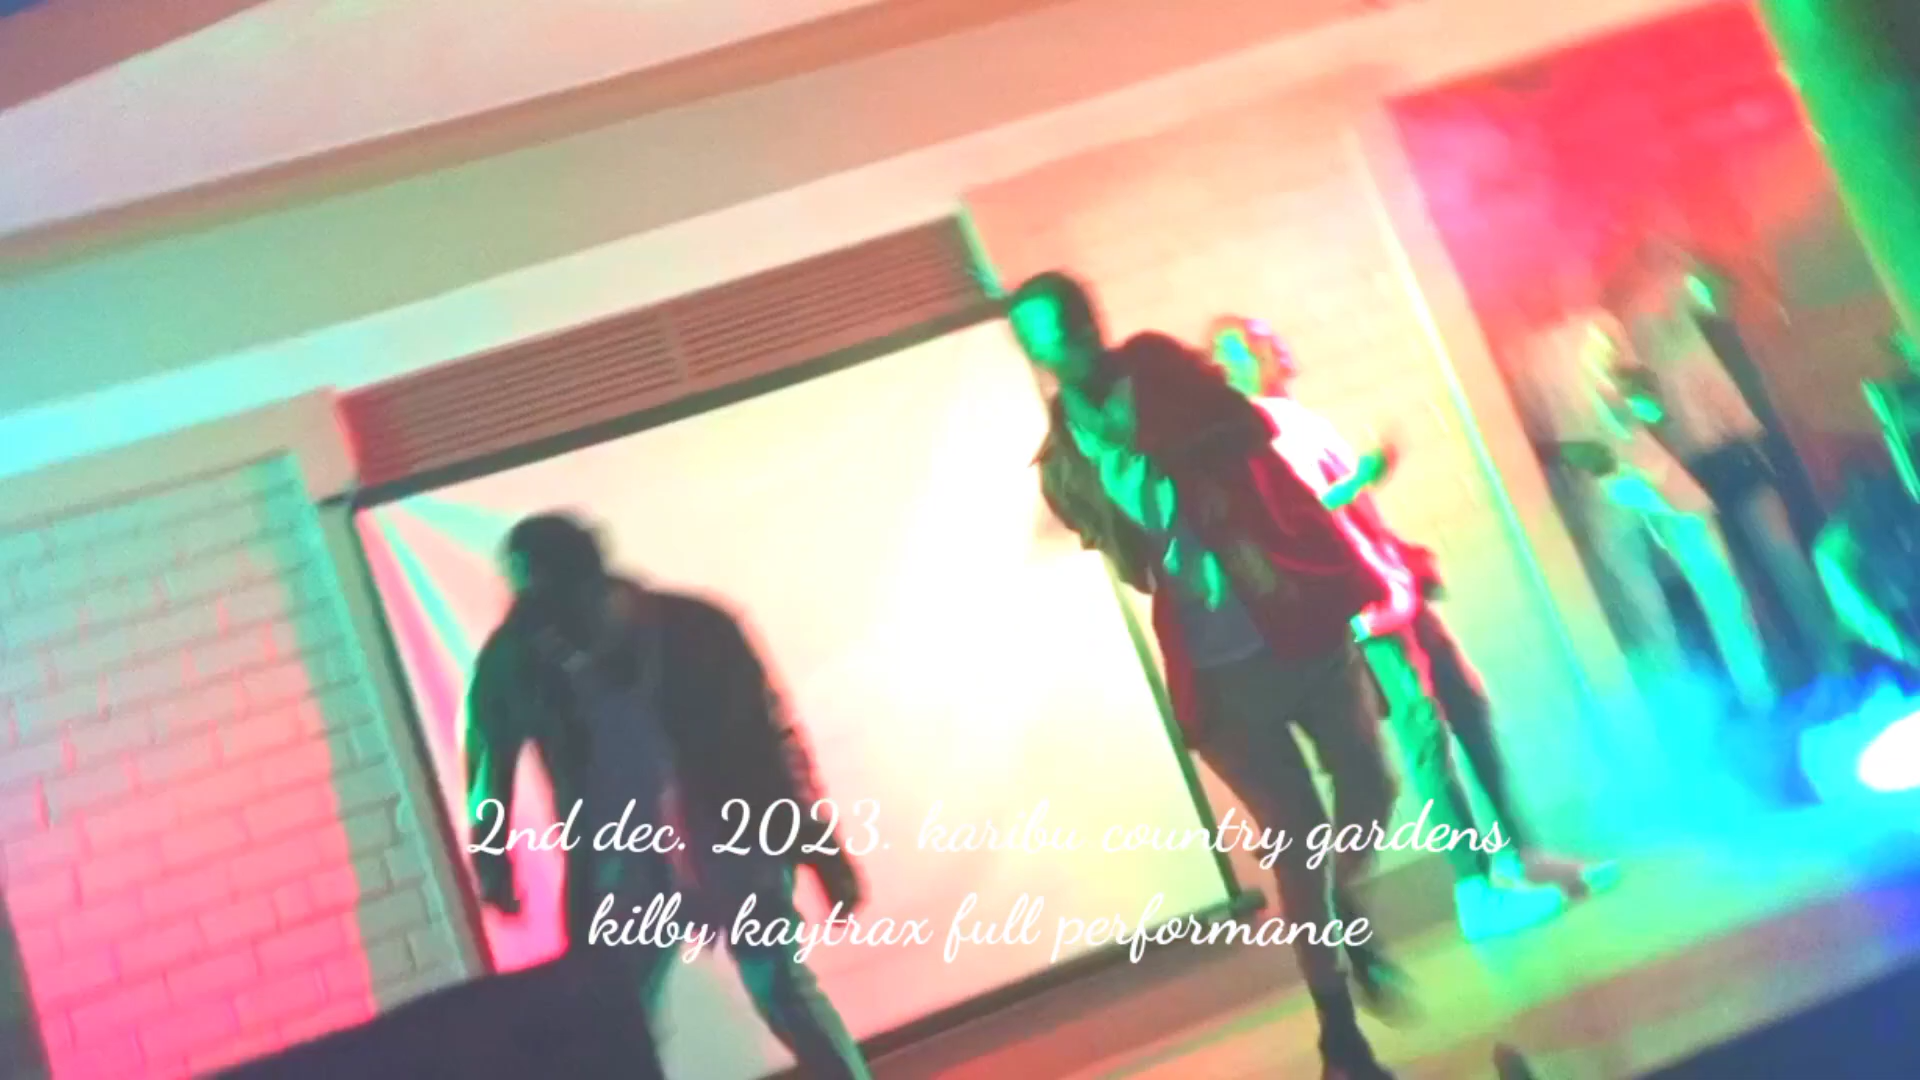 2nd dec. 2023. karibu country gardens
kilby kaytrax full performance